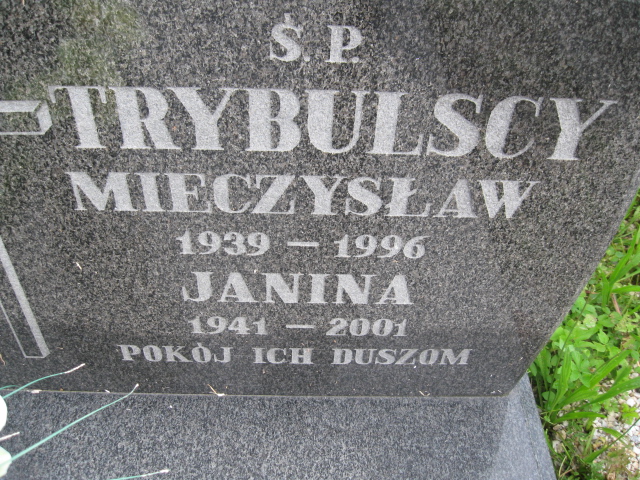 Ś.P.
TRYBULSCY
MIECZYSŁAW
1939 – 1996
JANINA
1941 – 2001
POKÓJ ICH DUSZOM